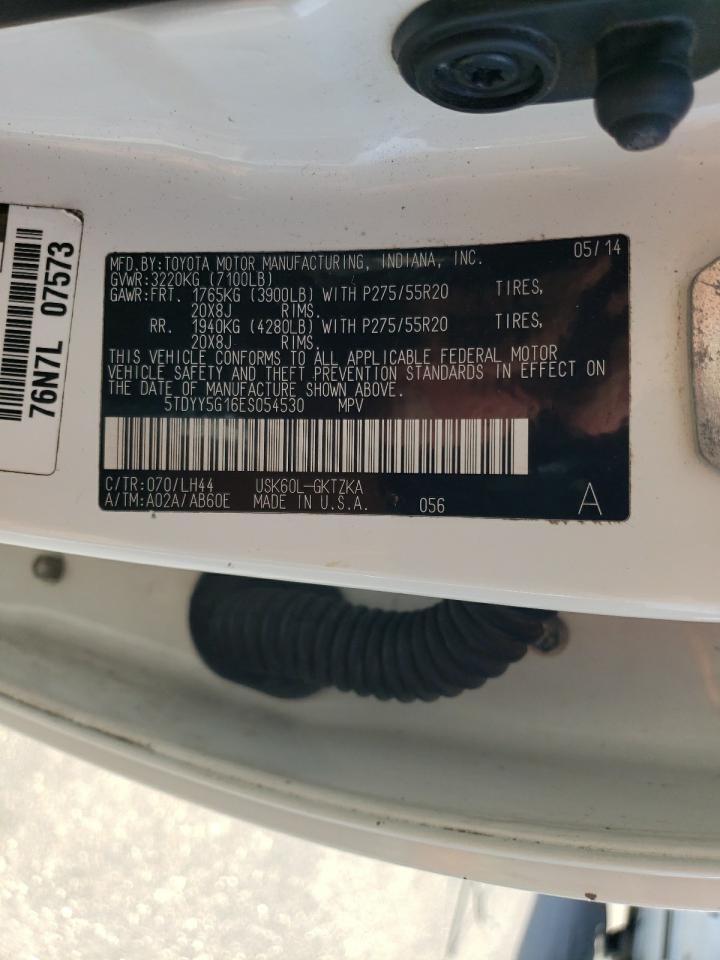 MFD.BY:TOYOTA MOTOR MANUFACTURING, INDIANA, INC. 05/14
GVWR:3220KG (7100LB)
GAWR:FRT. 1765KG (3900LB) WITH P275/55R20 TIRES,
20X8J RIMS.
RR. 1940KG (4280LB) WITH P275/55R20 TIRES,
20X8J RIMS.
THIS VEHICLE CONFORMS TO ALL APPLICABLE FEDERAL MOTOR
VEHICLE SAFETY AND THEFT PREVENTION STANDARDS IN EFFECT ON
THE DATE OF MANUFACTURE SHOWN ABOVE.
5TDYY5G16ES054530 MPV
C/TR:070/LH44 USK60L-GKTZKA
A/TM:A02A/AB60E MADE IN U.S.A. 056 A
76N7L 07573